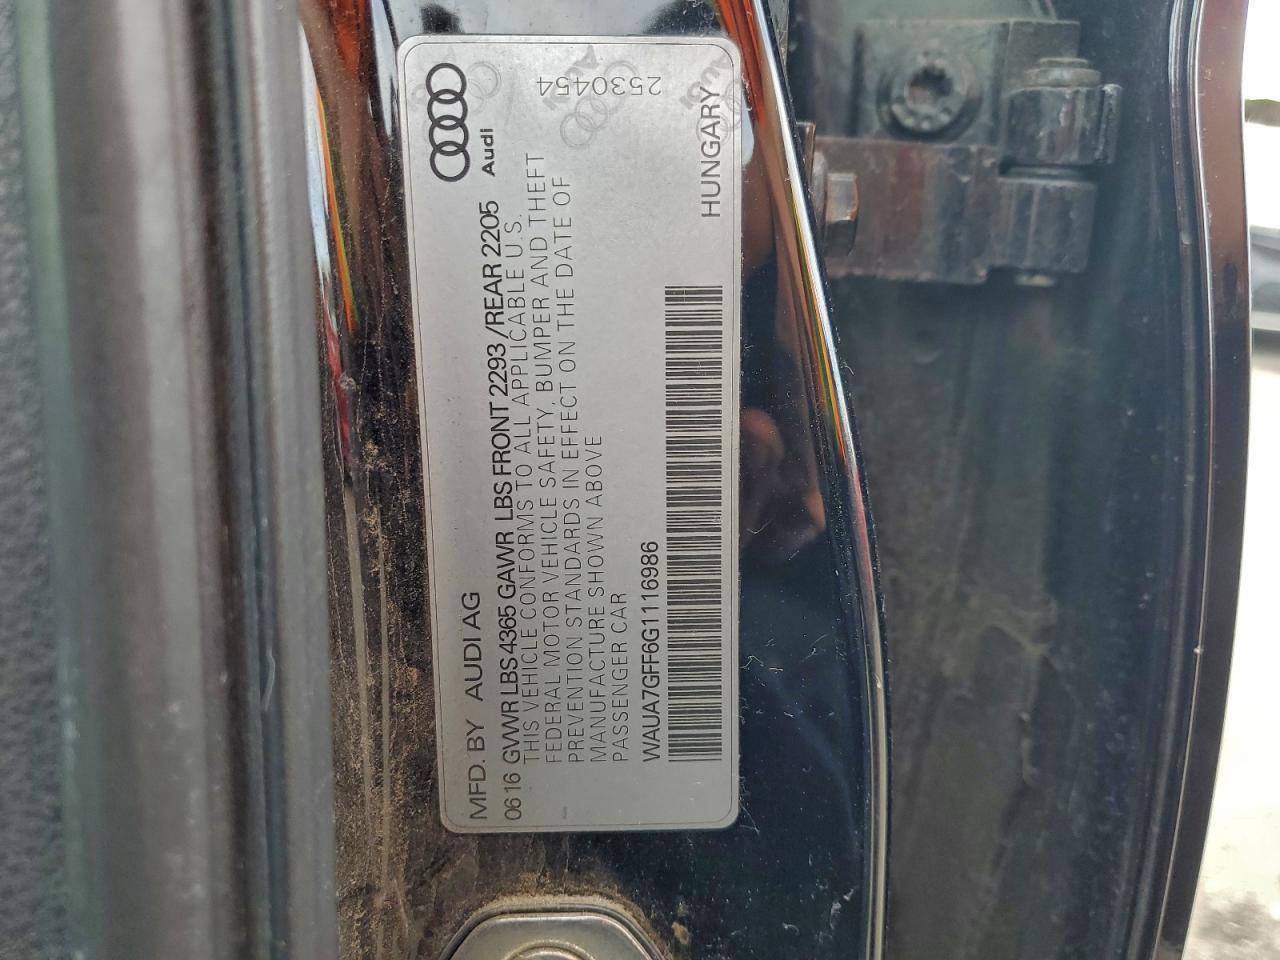 MFD. BY AUDI AG
0616 GVWR LBS 4365 GAWR LBS FRONT 2293 /REAR 2205
Audi
THIS VEHICLE CONFORMS TO ALL APPLICABLE U.S.
FEDERAL MOTOR VEHICLE SAFETY, BUMPER AND THEFT
PREVENTION STANDARDS IN EFFECT ON THE DATE OF
MANUFACTURE SHOWN ABOVE
PASSENGER CAR
2530454
WAUA7GFF6G1116986
HUNGARY